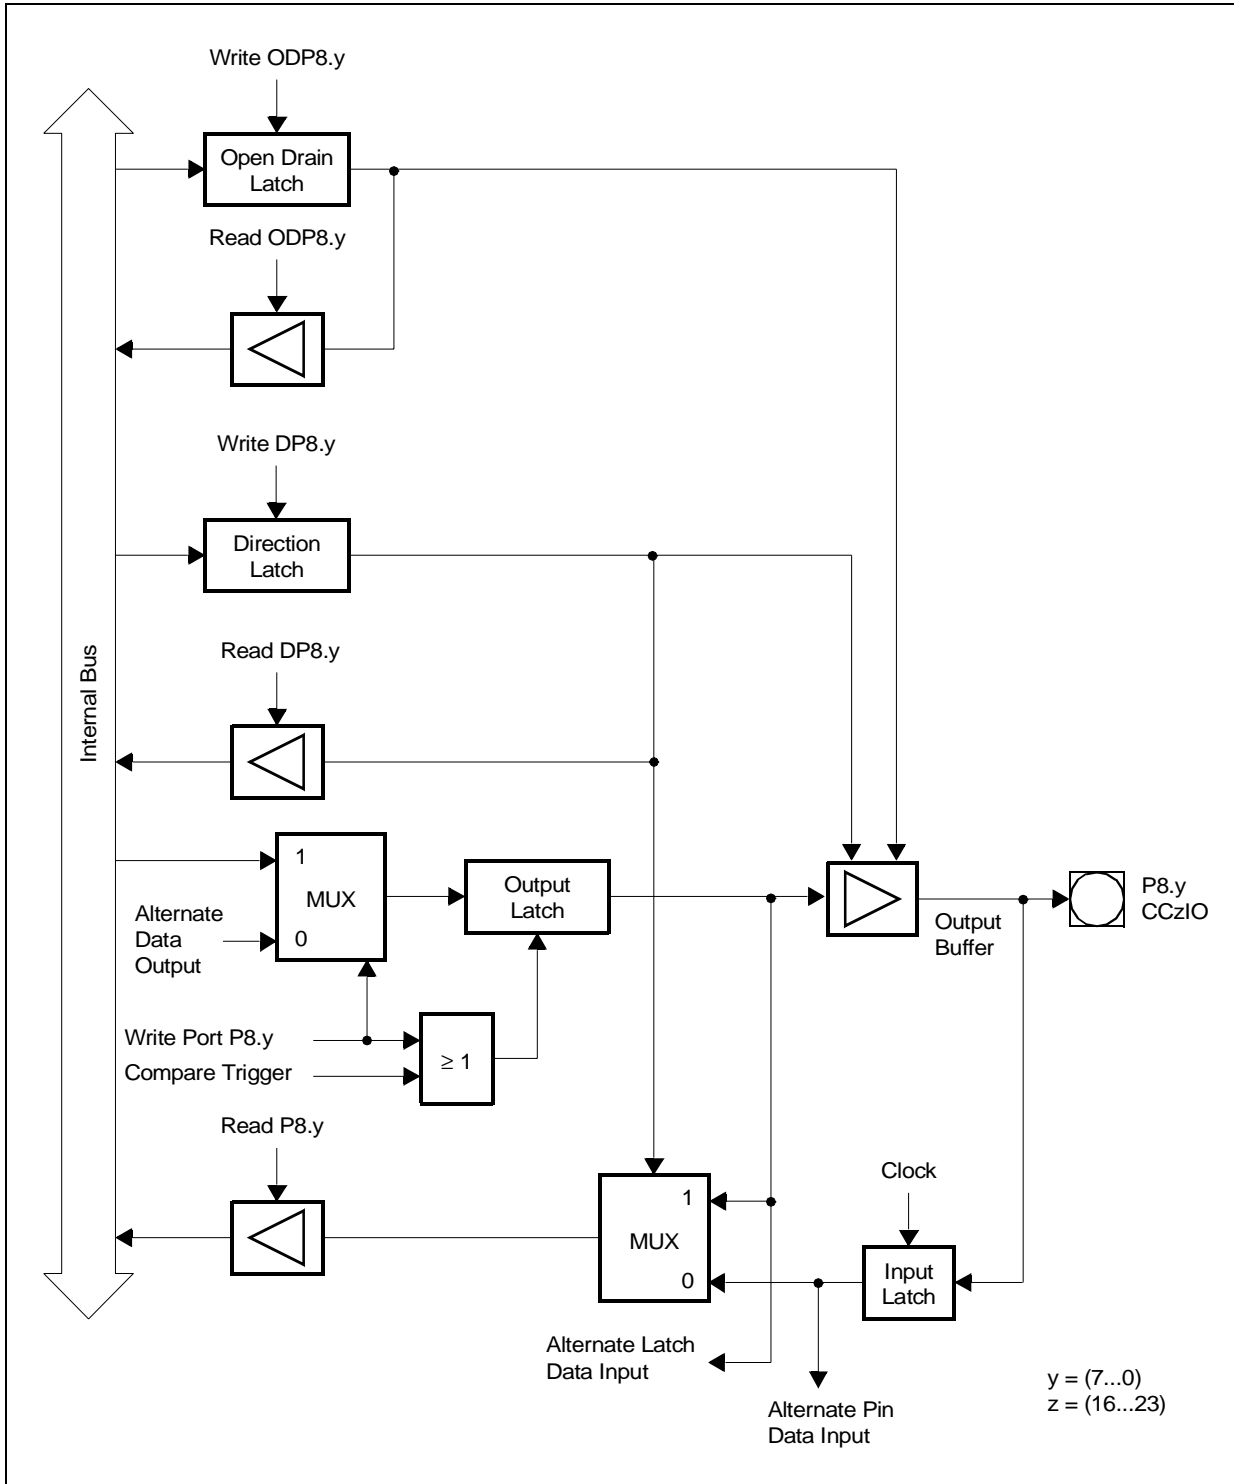 Write ODP8.y
Open Drain
Latch
Read ODP8.y
Write DP8.y
Direction
Latch
Internal Bus
Read DP8.y
1
MUX
0
Alternate
Data
Output
Output
Latch
Output
Buffer
P8.y
CCzIO
Write Port P8.y
Compare Trigger
≥ 1
Read P8.y
1
MUX
0
Clock
Input
Latch
Alternate Latch
Data Input
Alternate Pin
Data Input
y = (7...0)
z = (16...23)